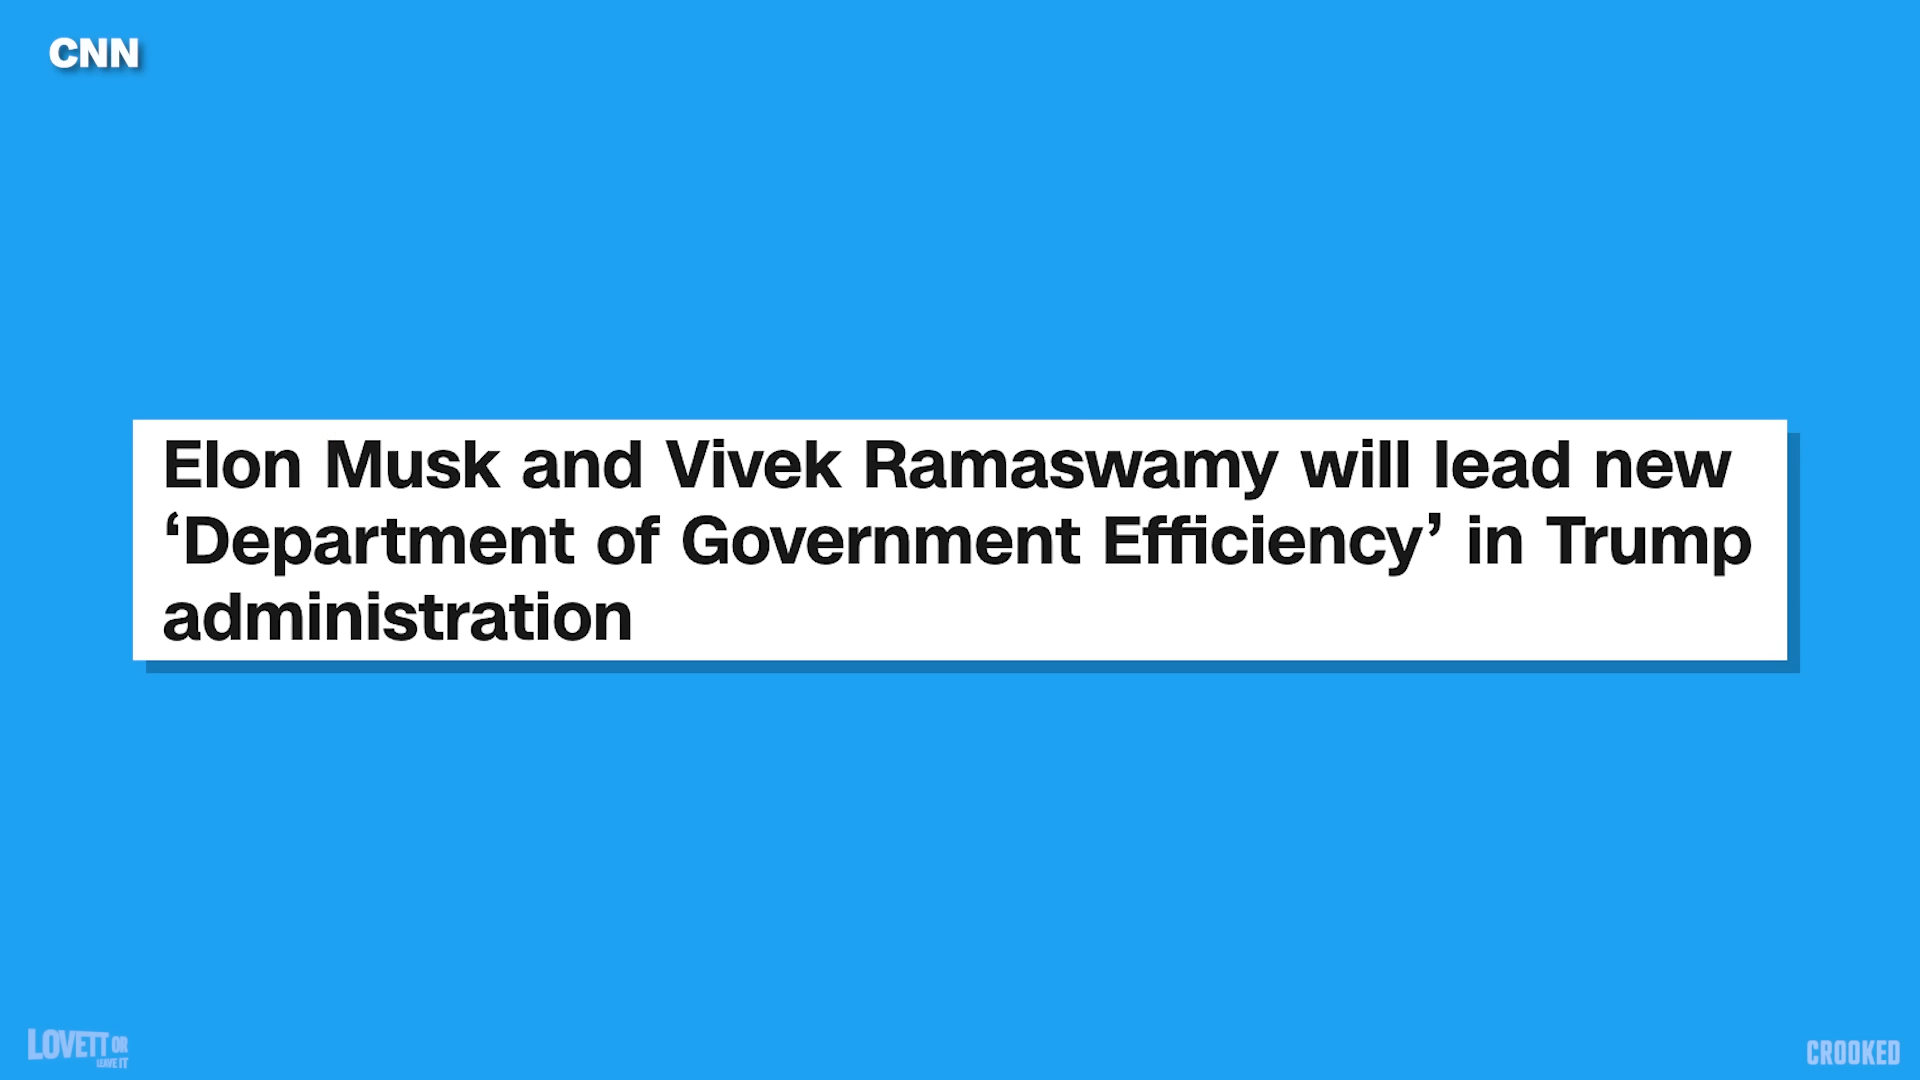 CNN
Elon Musk and Vivek Ramaswamy will lead new
‘Department of Government Efficiency’ in Trump
administration
LOVETT OR
LEAVE IT
CROOKED